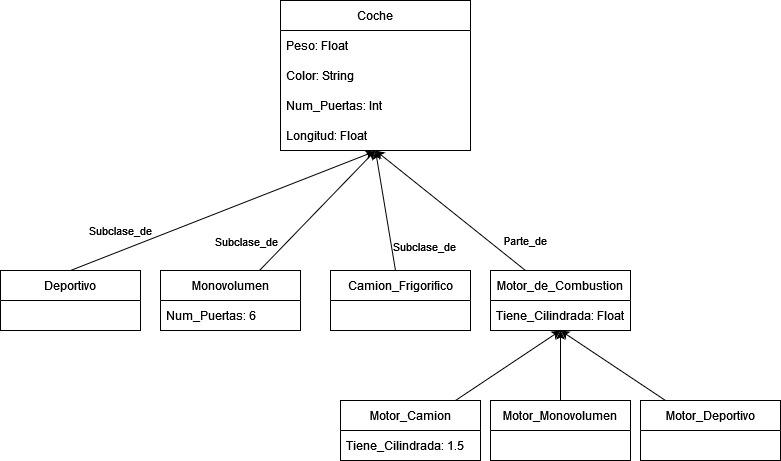 Coche
Peso: Float
Color: String
Num_Puertas: Int
Longitud: Float
Subclase_de
Subclase_de
Subclase_de
Parte_de
Deportivo
Monovolumen
Num_Puertas: 6
Camion_Frigorifico
Motor_de_Combustion
Tiene_Cilindrada: Float
Motor_Camion
Tiene_Cilindrada: 1.5
Motor_Monovolumen
Motor_Deportivo